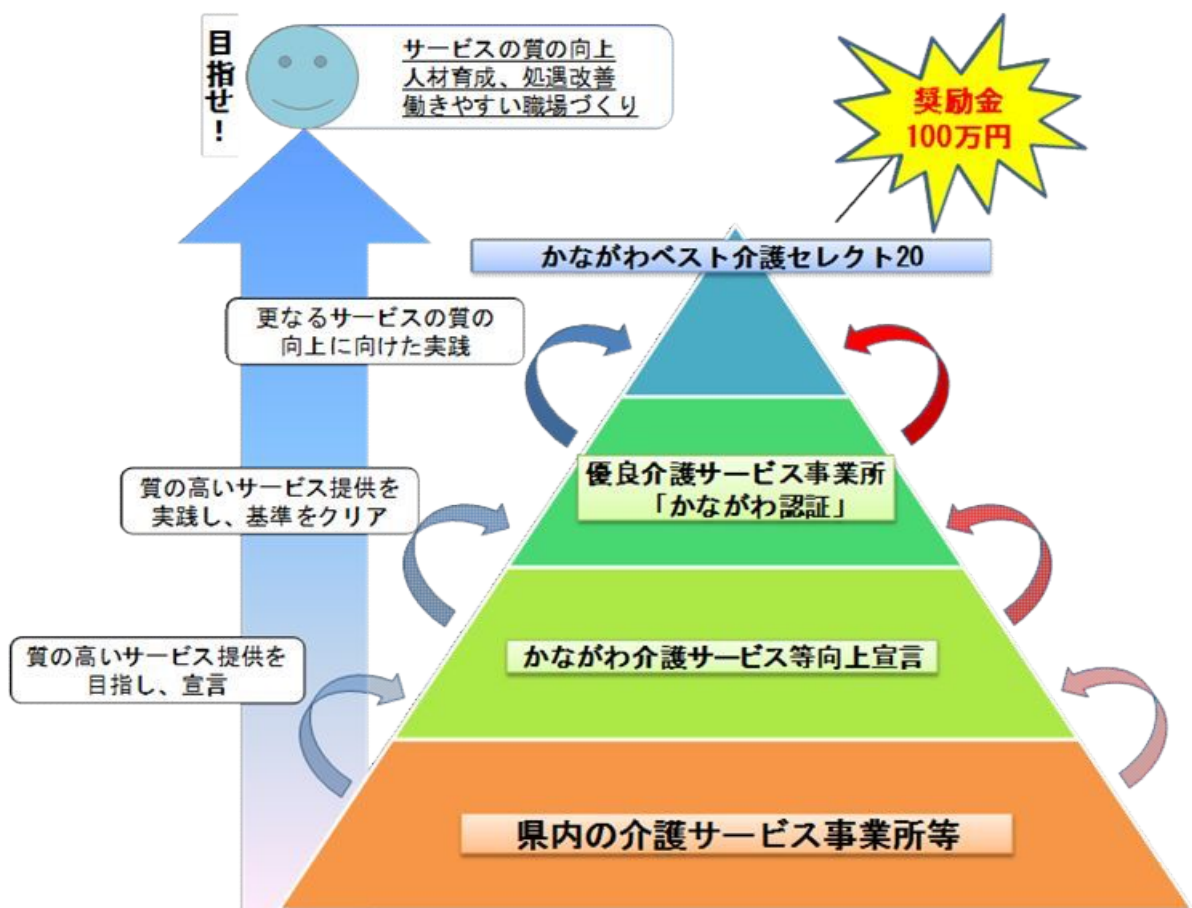 目指せ！
サービスの質の向上
人材育成、処遇改善
働きやすい職場づくり
奨励金
100万円
かながわベスト介護セレクト20
更なるサービスの質の
向上に向けた実践
優良介護サービス事業所
「かながわ認証」
質の高いサービス提供を
実践し、基準をクリア
かながわ介護サービス等向上宣言
質の高いサービス提供を
目指し、宣言
県内の介護サービス事業所等